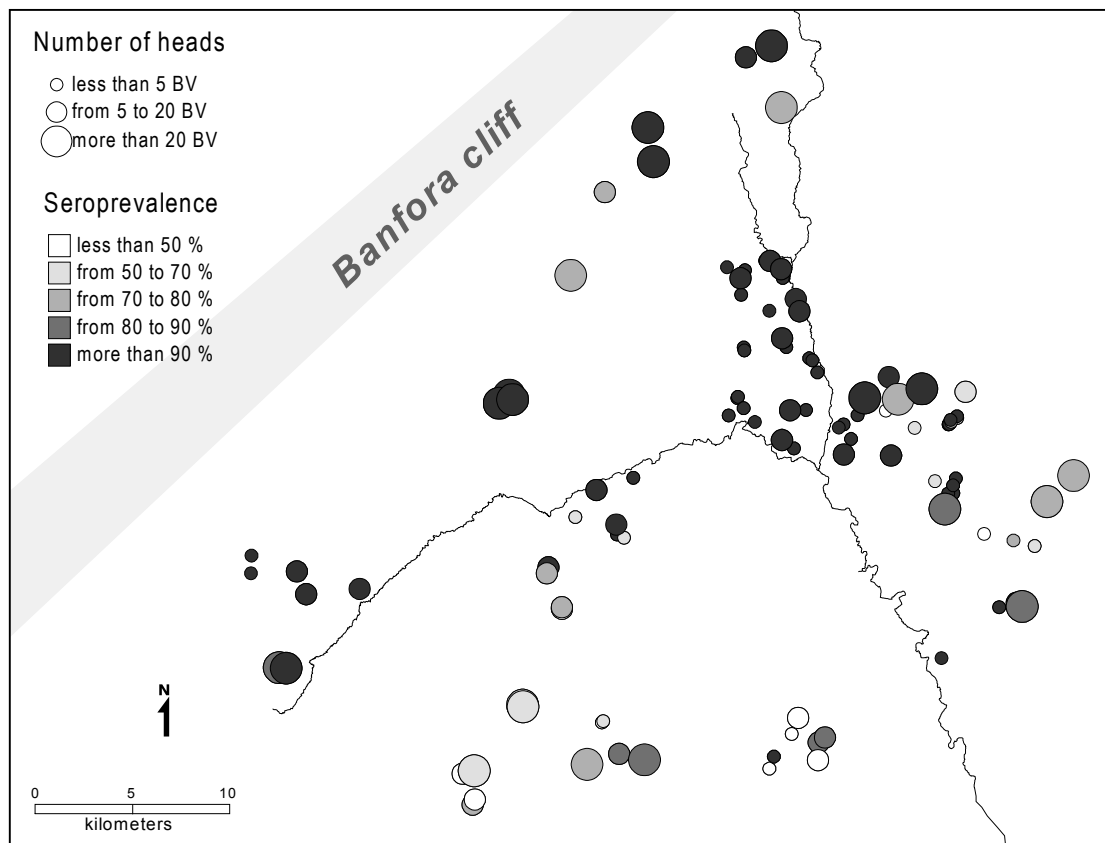 Number of heads
less than 5 BV
from 5 to 20 BV
more than 20 BV
Seroprevalence
less than 50 %
from 50 to 70 %
from 70 to 80 %
from 80 to 90 %
more than 90 %
Banfora cliff
N
0 5 10
kilometers